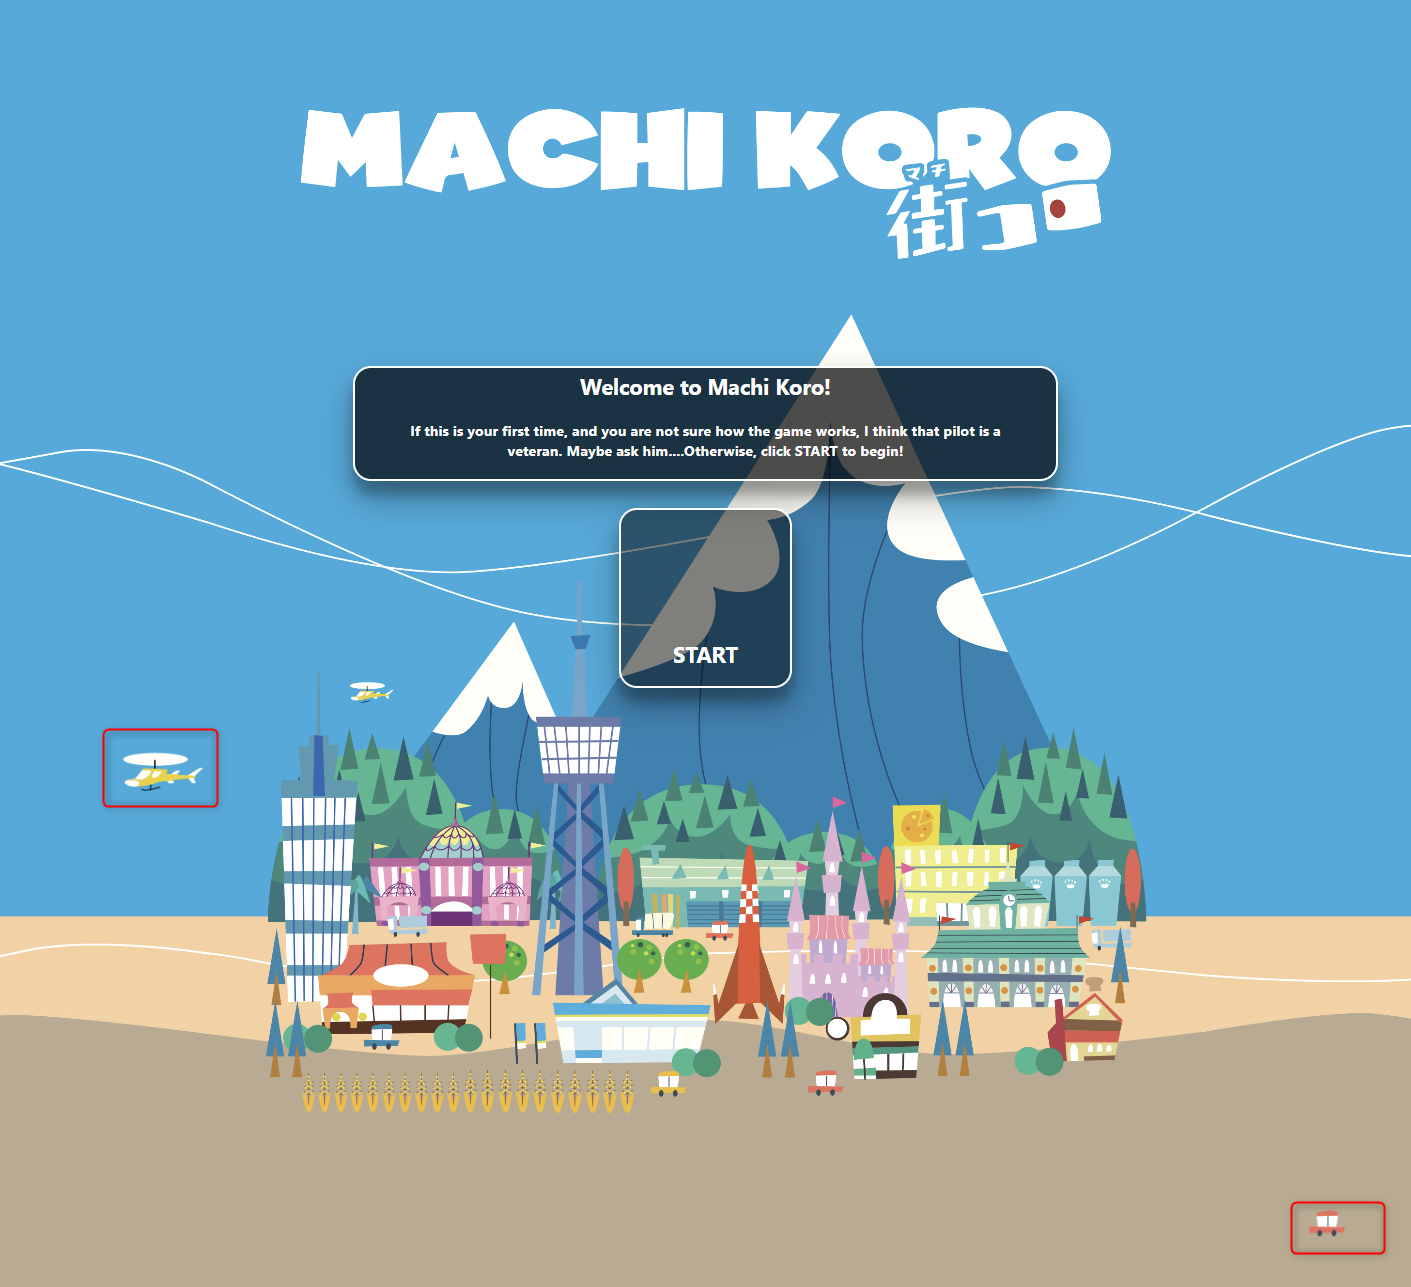 MACHI KORO
マチ
街コロ
Welcome to Machi Koro!
If this is your first time, and you are not sure how the game works, I think that pilot is a
veteran. Maybe ask him....Otherwise, click START to begin!
START